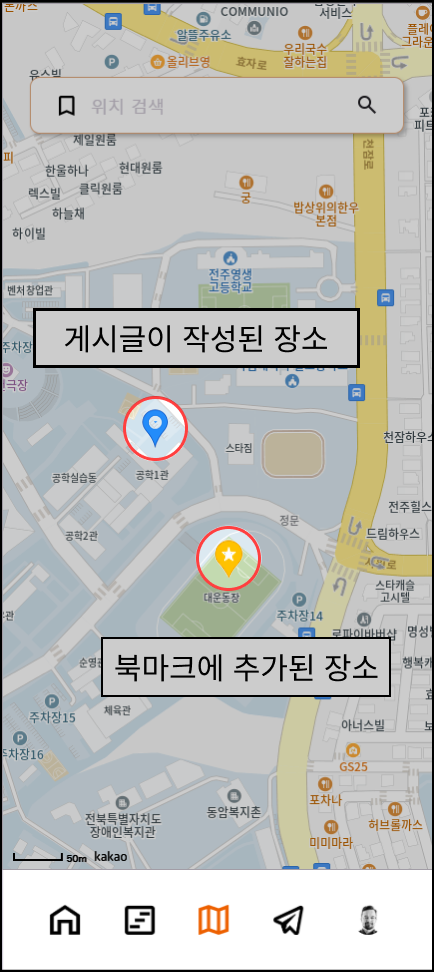 돈까스
COMMUNIO
서비스
알뜰주유소
우리국수
잘하는집
올리브영
효자로
유스빌
위치 검색
제일원룸
천잠로
한울하나
현대원룸
렉스빌
클릭원룸
하늘채
하이빌
궁
밥상위의한우
본점
전주영생
고등학교
벤처창업관
게시글이 작성된 장소
주차장
천잠하우스
스타짐
공학1관
공학실습동
공학2관
정문
전주힐스
드림하우스
대운동장
스타캐슬
고시텔
주차장14
로파이바버샵
명성빌
북마크에 추가된 장소
순영관
행복카
체육관
주차장15
주차장16
아너스빌
GS25
포차나
허브롤까스
미미마라
동암복지촌
전북특별자치도
장애인복지관
50m
kakao